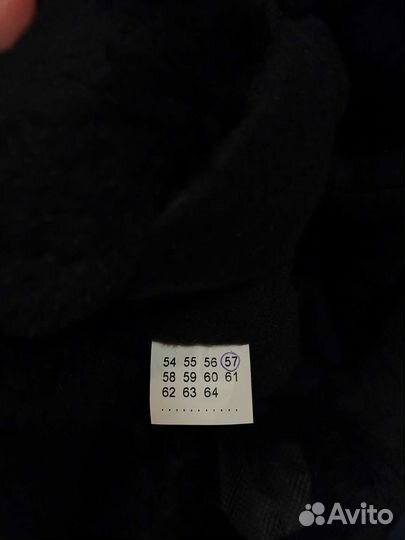 54 55 56 57
58 59 60 61
62 63 64
............
Avito